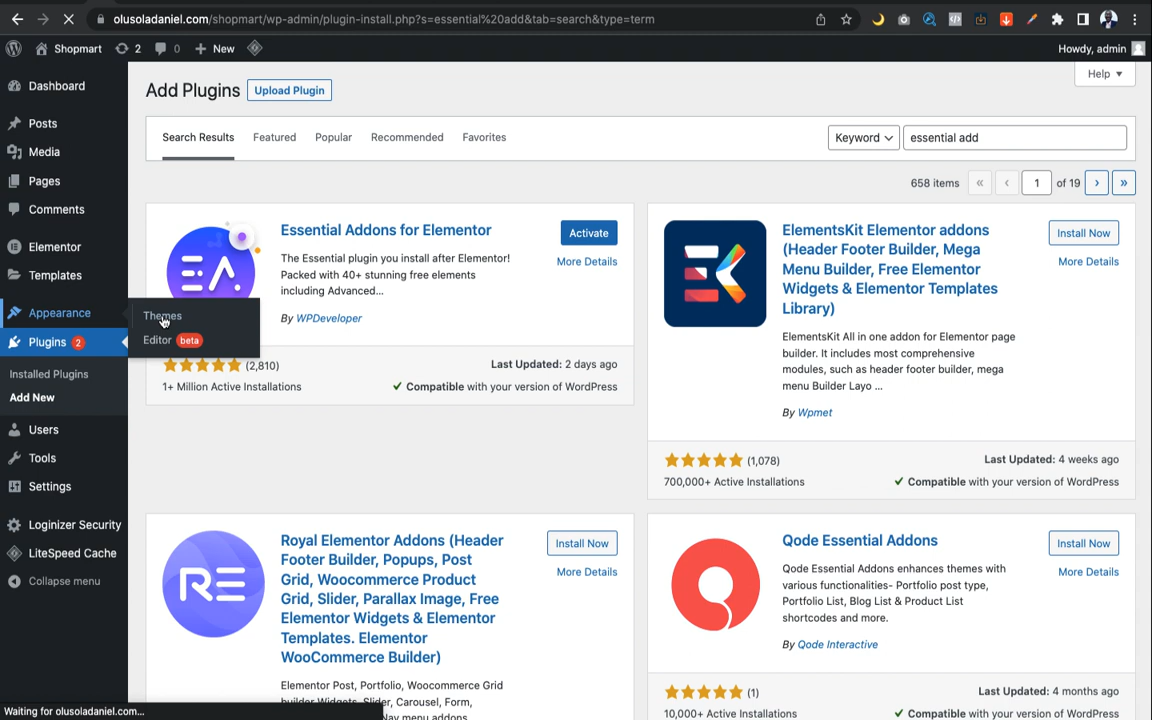 olusoladaniel.com/shopmart/wp-admin/plugin-install.php?s=essential%20add&tab=search&type=term
Shopmart 2 0 New Howdy, admin
Help
Dashboard
Posts
Media
Pages
Comments
Elementor
Templates
Appearance
Plugins 2
Installed Plugins
Add New
Users
Tools
Settings
Loginizer Security
LiteSpeed Cache
Collapse menu
Themes
Editor beta
Add Plugins Upload Plugin
Search Results Featured Popular Recommended Favorites Keyword essential add
658 items « ‹ 1 of 19 › »
EA
Essential Addons for Elementor
Activate
More Details
The Essential plugin you install after Elementor!
Packed with 40+ stunning free elements
including Advanced...
By WPDeveloper
(2,810)
1+ Million Active Installations
Last Updated: 2 days ago
Compatible with your version of WordPress
ElementsKit Elementor addons
(Header Footer Builder, Mega
Menu Builder, Free Elementor
Widgets & Elementor Templates
Library)
Install Now
More Details
ElementsKit All in one addon for Elementor page
builder. It includes most comprehensive
modules, such as header footer builder, mega
menu Builder Layo ...
By Wpmet
(1,078)
700,000+ Active Installations
Last Updated: 4 weeks ago
Compatible with your version of WordPress
RE
Royal Elementor Addons (Header
Footer Builder, Popups, Post
Grid, Woocommerce Product
Grid, Slider, Parallax Image, Free
Elementor Widgets & Elementor
Templates. Elementor
WooCommerce Builder)
Install Now
More Details
Elementor Post, Portfolio, Woocommerce Grid
builder Widgets, Slider, Carousel, Form,
Nav menu addons
Qode Essential Addons
Install Now
More Details
Qode Essential Addons enhances themes with
various functionalities- Portfolio post type,
Portfolio List, Blog List & Product List
shortcodes and more.
By Qode Interactive
(1)
10,000+ Active Installations
Last Updated: 4 months ago
Compatible with your version of WordPress
Waiting for olusoladaniel.com...